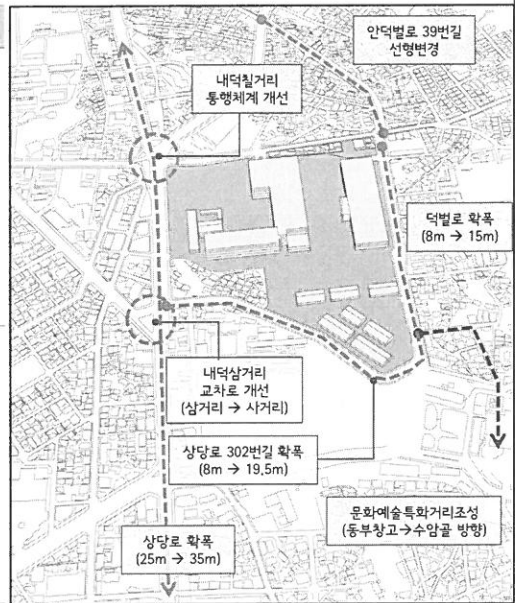 안덕벌로 39번길
선형변경
내덕칠거리
통행체계 개선
덕벌로 확폭
(8m → 15m)
내덕삼거리
교차로 개선
(삼거리 → 사거리)
상당로 302번길 확폭
(8m → 19.5m)
문화예술특화거리조성
(동부창고→수암골 방향)
상당로 확폭
(25m → 35m)